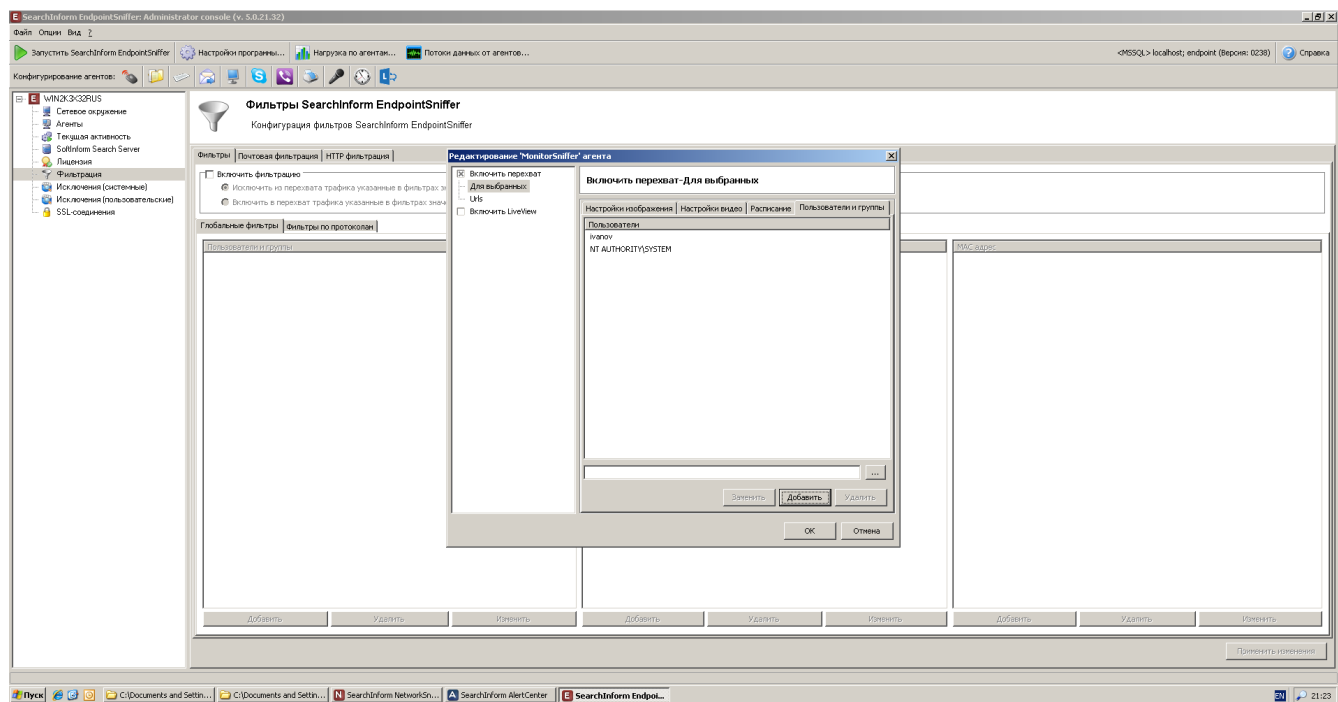 SearchInform EndpointSniffer: Administrator console (v. 5.0.21.32)
Файл Опции Вид ?
Запустить SearchInform EndpointSniffer Настройки программы... Нагрузка по агентам... Потоки данных от агентов... <MSSQL> localhost; endpoint (Версия: 0238) Справка
Конфигурирование агентов:
WIN2K3X32RUS
Сетевое окружение
Агенты
Текущая активность
SoftInform Search Server
Лицензия
Фильтрация
Исключения (системные)
Исключения (пользовательские)
SSL-соединения
Фильтры SearchInform EndpointSniffer
Конфигурация фильтров SearchInform EndpointSniffer
Фильтры Почтовая фильтрация HTTP фильтрация
Включить фильтрацию
Исключить из перехвата трафика указанные в фильтрах
Включить в перехват трафика указанные в фильтрах
Глобальные фильтры Фильтры по протоколам
Пользователи и группы
MAC адрес
Редактирование 'MonitorSniffer' агента
Включить перехват
Для выбранных
Urls
Включить LiveView
Включить перехват-Для выбранных
Настройки изображения Настройки видео Расписание Пользователи и группы
Пользователи
ivanov
NT AUTHORITY\SYSTEM
...
Заменить Добавить Удалить
OK Отмена
Добавить Удалить Изменить Добавить Удалить Изменить Добавить Удалить Изменить
Применить изменения
Пуск C:\Documents and Settin... C:\Documents and Settin... SearchInform NetworkSn... SearchInform AlertCenter SearchInform Endpoi... EN 21:23